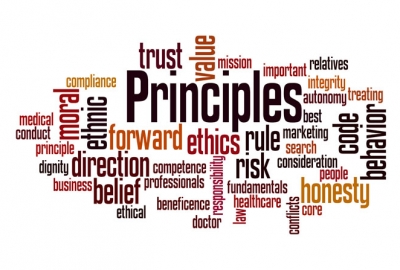 trust
value
mission
important
relatives
compliance
integrity
Principles
autonomy
treating
medical
moral
ethnic
best
conduct
forward
ethics
rule
marketing
code
behavior
principle
search
dignity
direction
competence
responsibility
risk
consideration
business
belief
professionals
people
fundamentals
honesty
ethical
beneficence
law
healthcare
conflicts
core
doctor